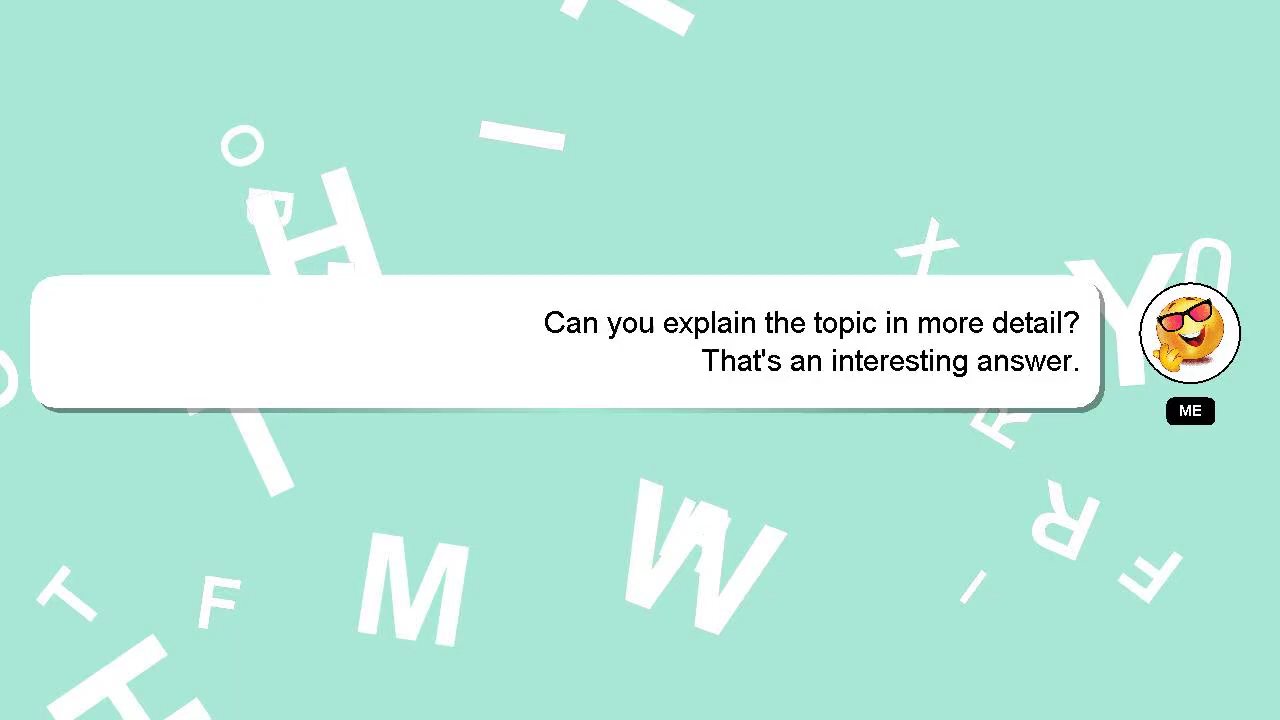 Can you explain the topic in more detail?
That's an interesting answer.
ME